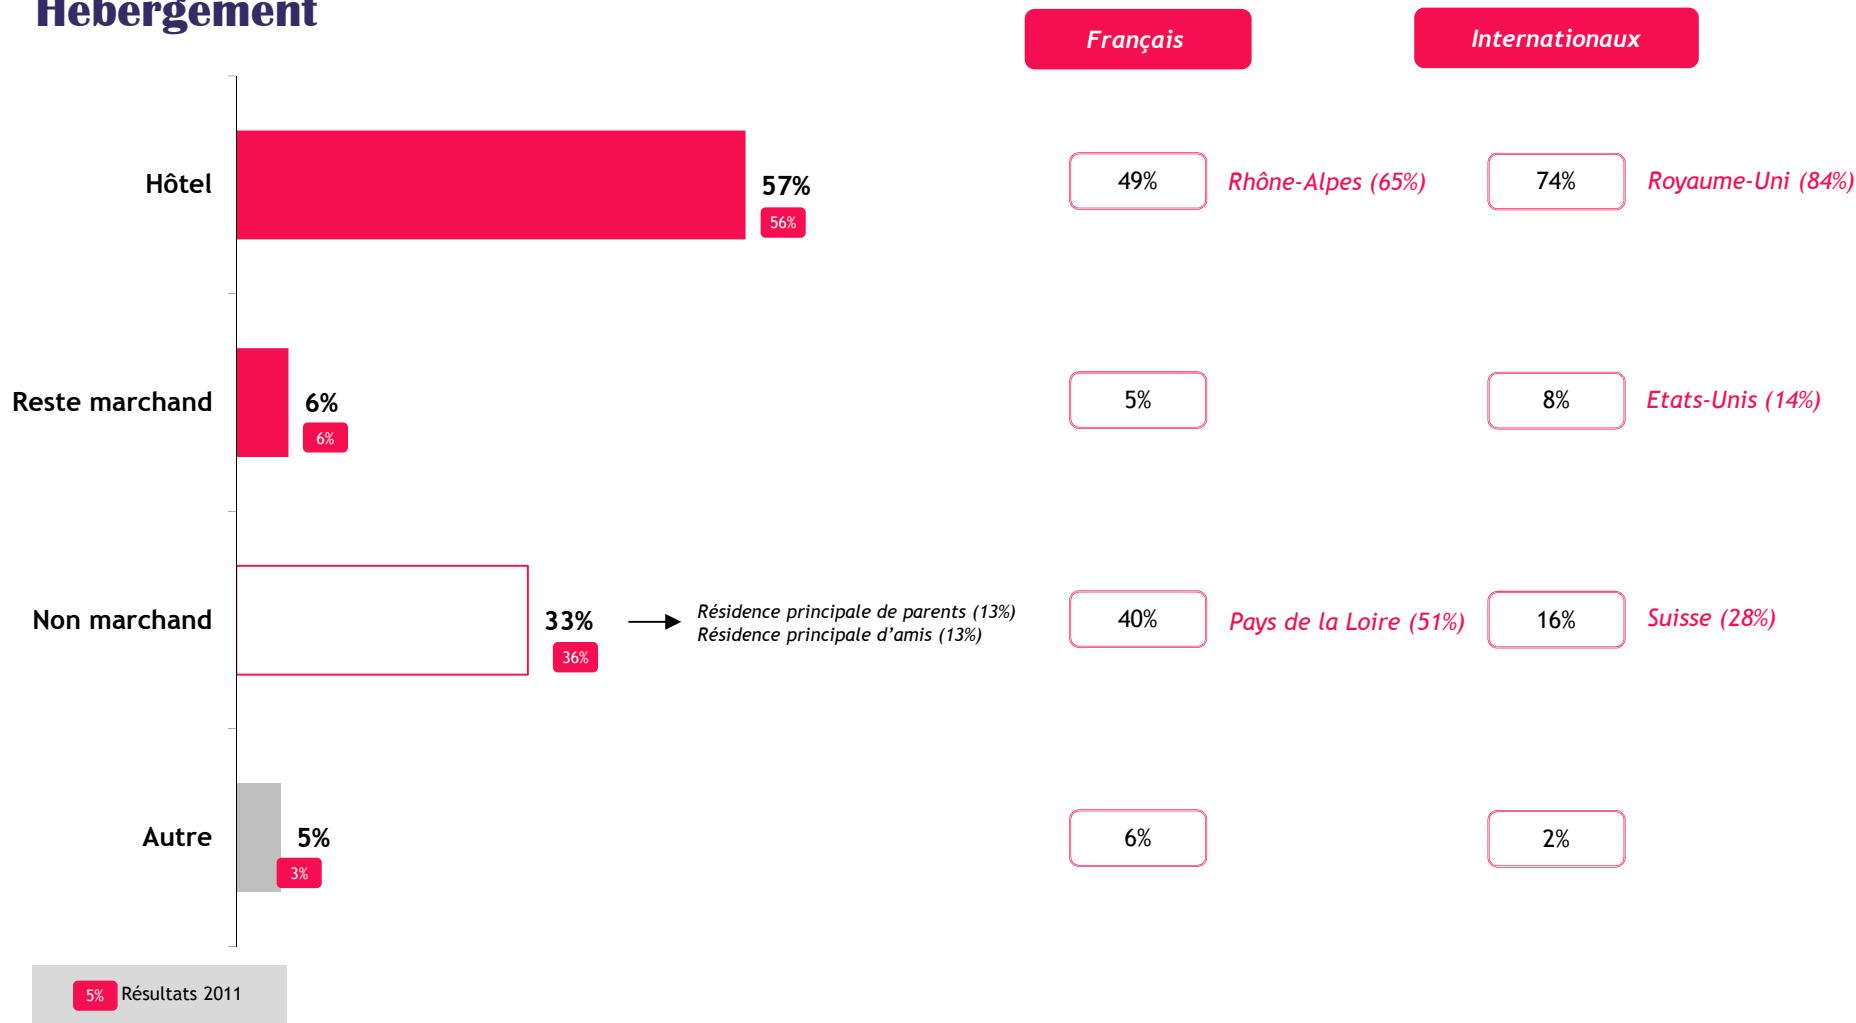 Hébergement
Français
Internationaux
Hôtel
57%
56%
49%
Rhône-Alpes (65%)
74%
Royaume-Uni (84%)
Reste marchand
6%
6%
5%
8%
Etats-Unis (14%)
Non marchand
33%
36%
Résidence principale de parents (13%)
Résidence principale d’amis (13%)
40%
Pays de la Loire (51%)
16%
Suisse (28%)
Autre
5%
3%
6%
2%
5% Résultats 2011